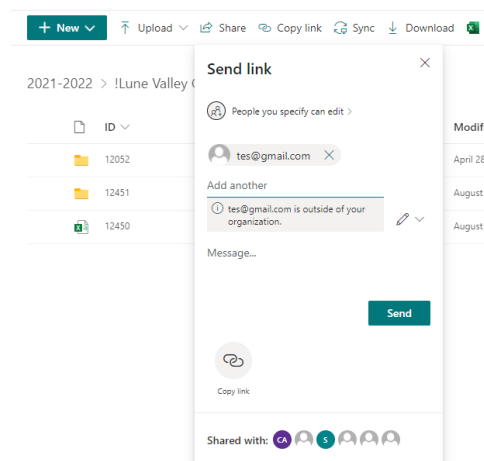 + New Upload Share Copy link Sync Download
2021-2022 > !Lune Valley
Send link
People you specify can edit >
tes@gmail.com
Add another
tes@gmail.com is outside of your
organization.
Message...
Send
Copy link
Shared with: CA S
ID Modif
12052 April 28
12451 August
12450 August